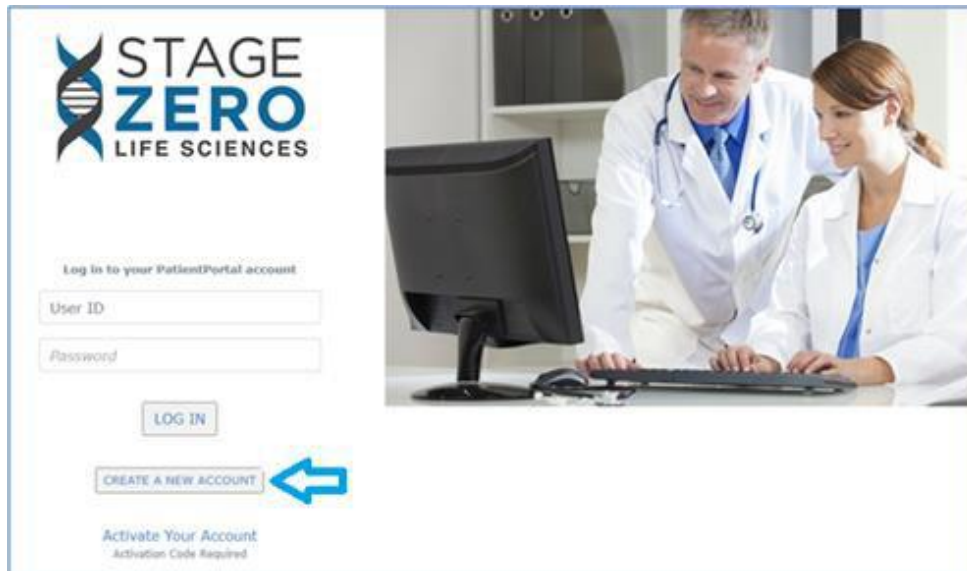 STAGE
ZERO
LIFE SCIENCES
Log in to your PatientPortal account
User ID
Password
LOG IN
CREATE A NEW ACCOUNT
Activate Your Account
Activation Code Required